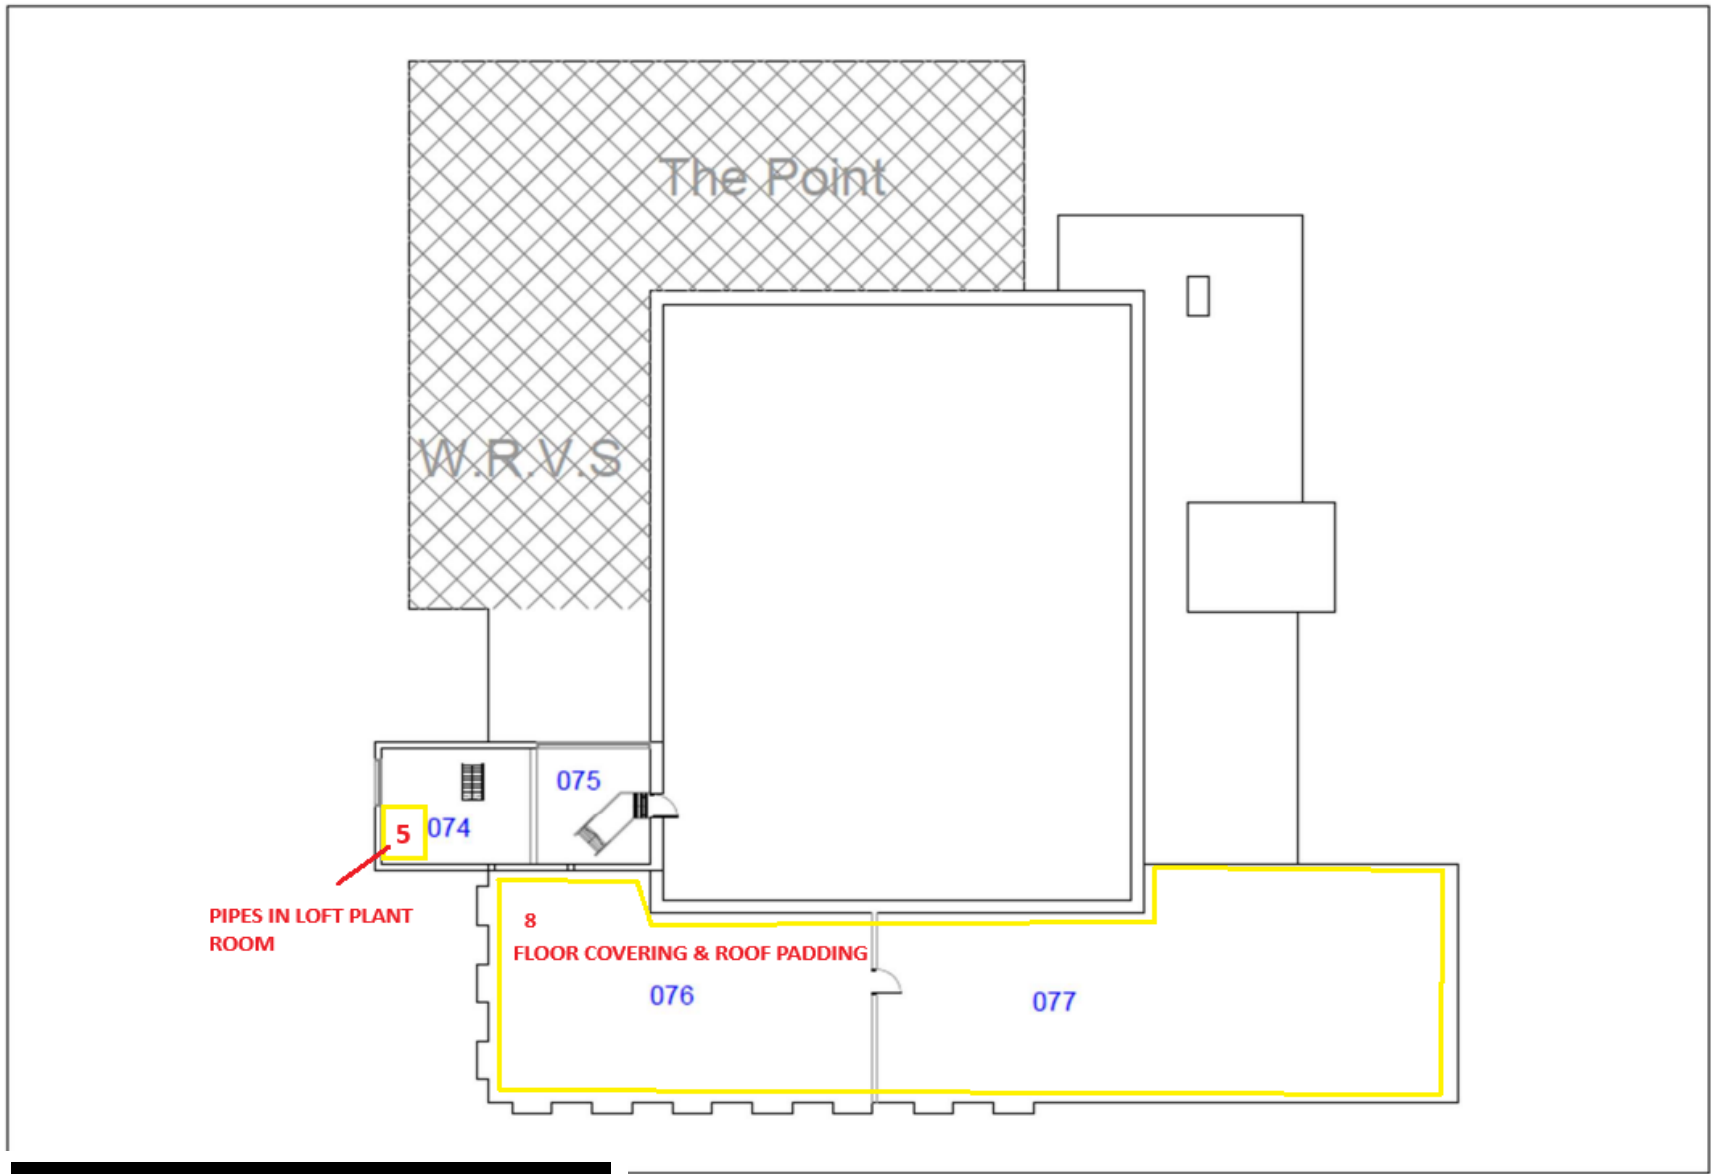 The Point
W.R.V.S
075
5
074
PIPES IN LOFT PLANT
ROOM
8
FLOOR COVERING & ROOF PADDING
076
077